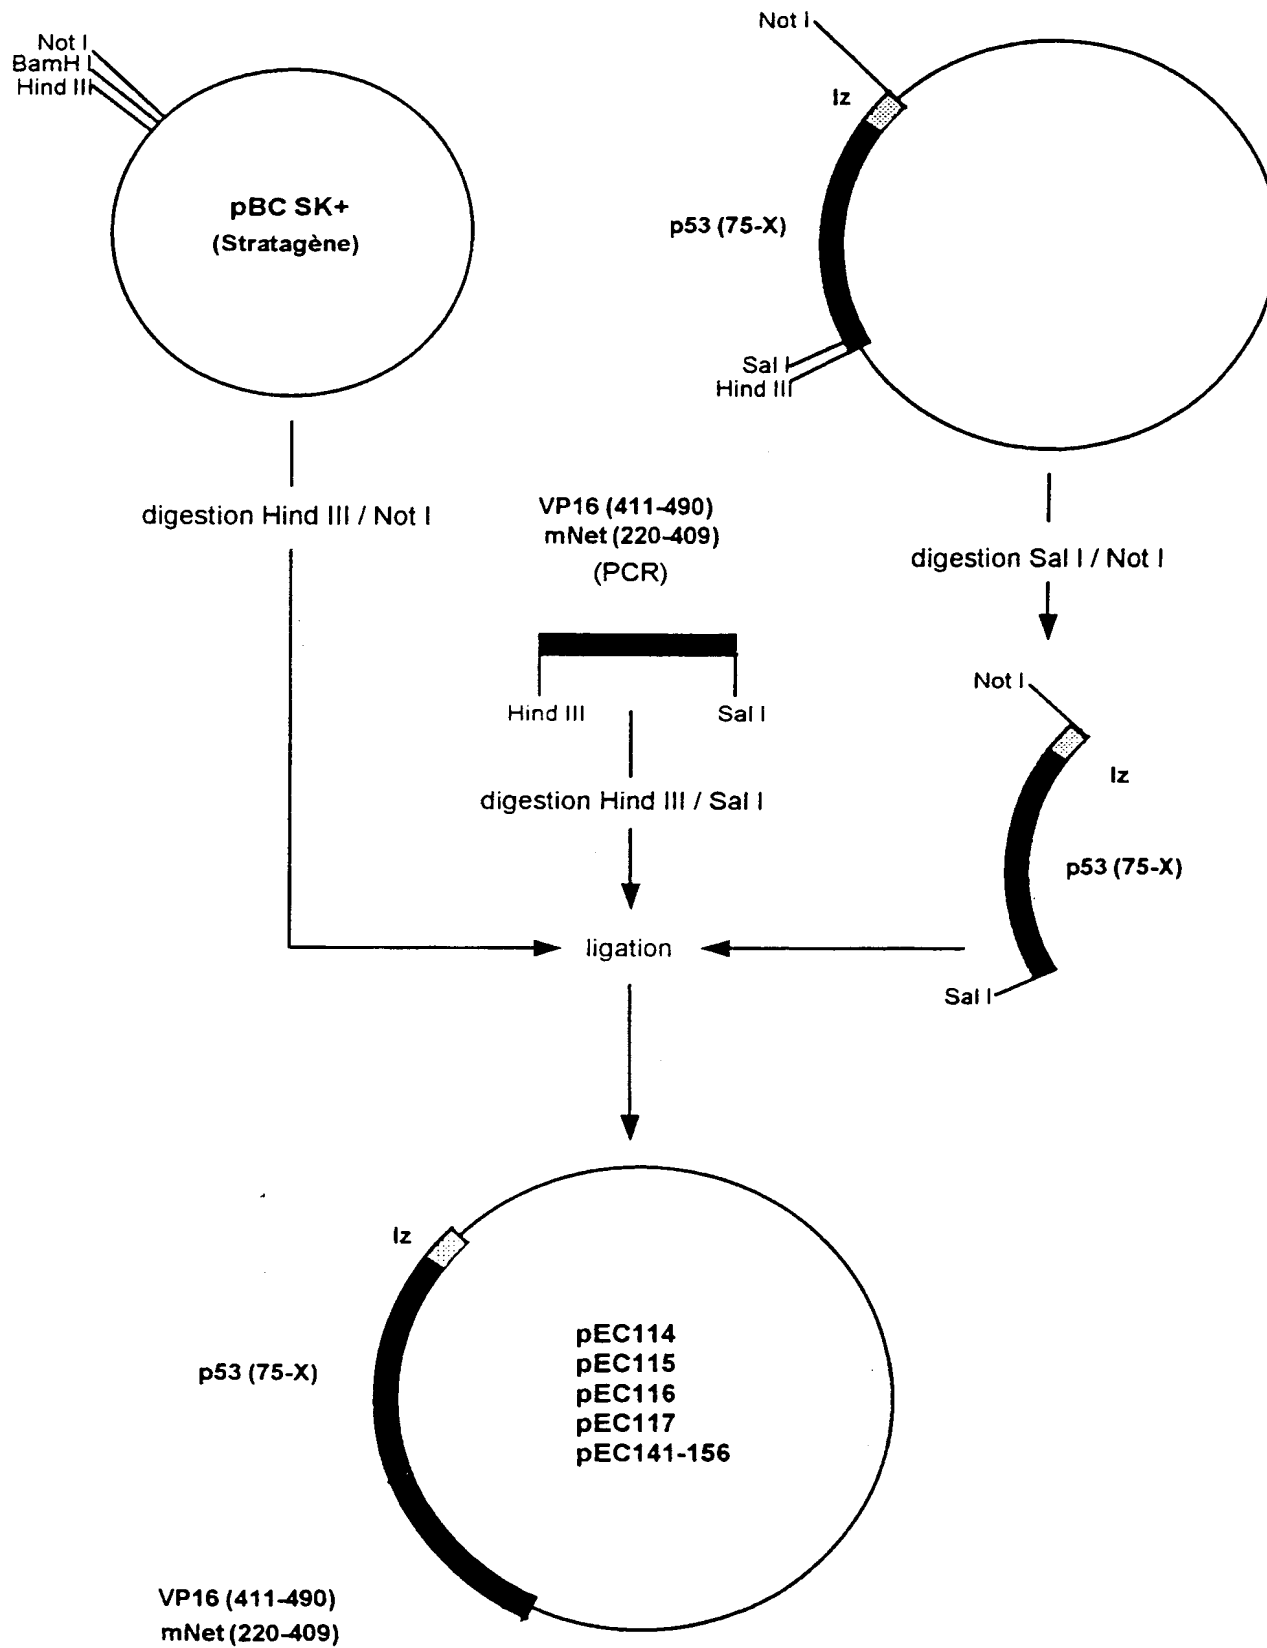 Not I
BamH I
Hind III
pBC SK+
(Stratagène)
Not I
lz
p53 (75-X)
Sal I
Hind III
digestion Hind III / Not I
VP16 (411-490)
mNet (220-409)
(PCR)
Hind III
Sal I
digestion Hind III / Sal I
digestion Sal I / Not I
Not I
lz
p53 (75-X)
Sal I
ligation
lz
p53 (75-X)
pEC114
pEC115
pEC116
pEC117
pEC141-156
VP16 (411-490)
mNet (220-409)